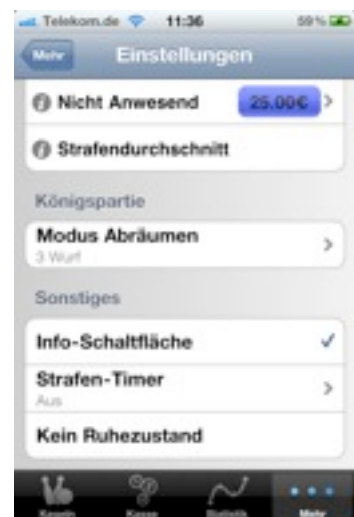 Telekom.de 11:36 59 %
Mehr Einstellungen
Nicht Anwesend 25.00€
Strafendurchschnitt
Königspartie
Modus Abräumen
3 Wurf
Sonstiges
Info-Schaltfläche
Strafen-Timer
Aus
Kein Ruhezustand
Kegeln Kasse Statistik Mehr